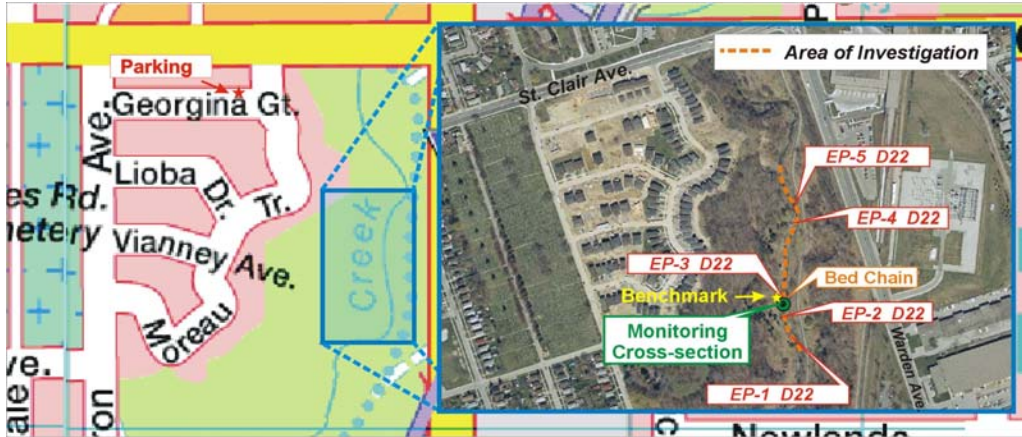 Parking
Georgina Gt.
Ave.
Lioba
Dr.
Tr.
es Rd.
metery
Vianney Ave.
Moreau
ve.
ale
ron
Creek
St. Clair Ave.
Area of Investigation
EP-5 D22
EP-4 D22
EP-3 D22
Bed Chain
Benchmark
EP-2 D22
Monitoring
Cross-section
EP-1 D22
Warden Ave.